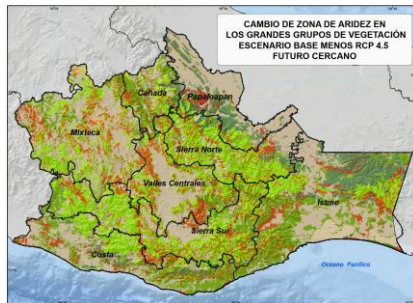 CAMBIO DE ZONA DE ARIDEZ EN
LOS GRANDES GRUPOS DE VEGETACIÓN
ESCENARIO BASE MENOS RCP 4.5
FUTURO CERCANO
Cañada
Papaloapan
Mixteca
Sierra Norte
Valles Centrales
Istmo
Sierra Sur
Costa
Océano Pacífico